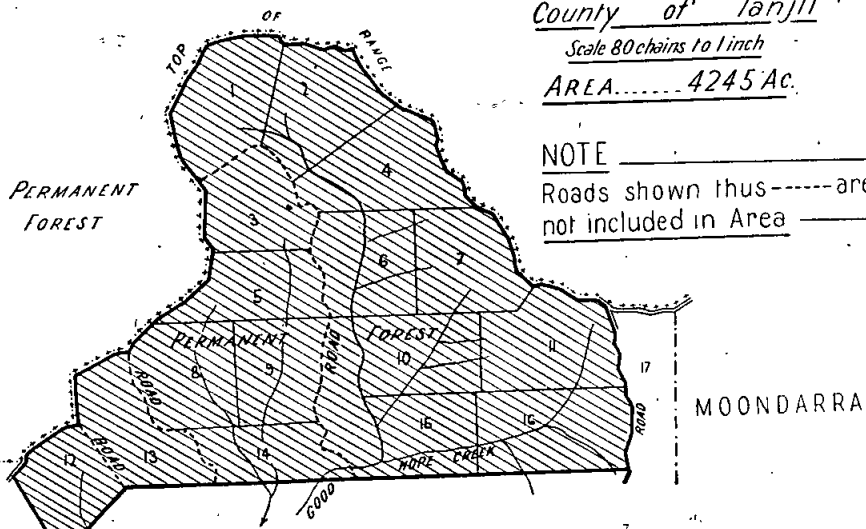 County of Tanjil
Scale 80 chains to 1 inch
AREA....... 4245 Ac.
NOTE
Roads shown thus ------ are
not included in Area
TOP OF RANGE
PERMANENT
FOREST
1
2
3
4
5
6
7
PERMANENT FOREST
ROAD
8
9
10
11
17
ROAD
ROAD
MOONDARRA
ROAD
12
13
14
15
16
GOOD HOPE CREEK